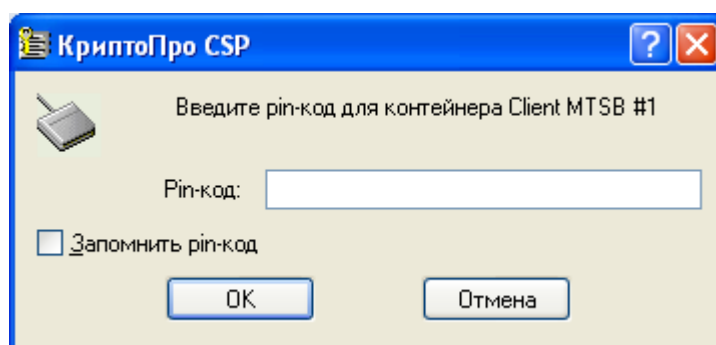 КриптоПро CSP
Введите pin-код для контейнера Client MTSB #1
Pin-код:
Запомнить pin-код
OK
Отмена